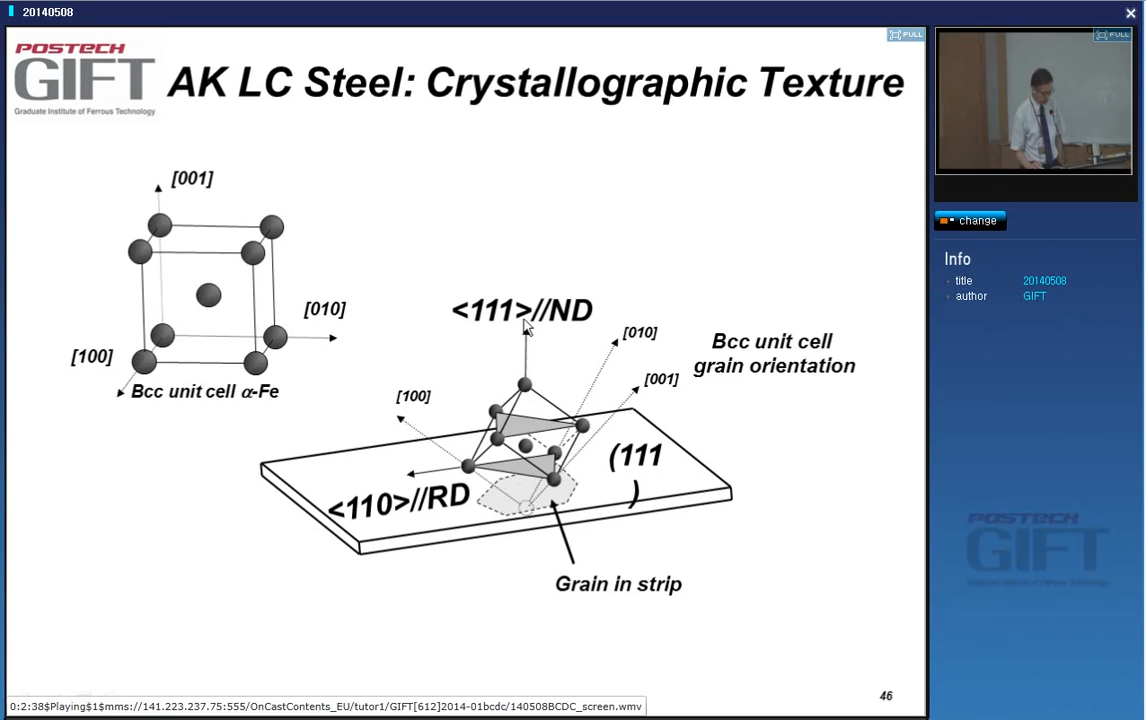 20140508
POSTECH
GIFT
Graduate Institute of Ferrous Technology
AK LC Steel: Crystallographic Texture
FULL
[001]
[010]
[100]
Bcc unit cell α-Fe
<111>//ND
[010]
[001]
[100]
Bcc unit cell
grain orientation
(111
)
<110>//RD
Grain in strip
46
0:2:38$Playing$1$mms://141.223.237.75:555/OnCastContents_EU/tutor1/GIFT[612]2014-01bcdc/140508BCDC_screen.wmv
FULL
change
Info
title 20140508
author GIFT
POSTECH
GIFT